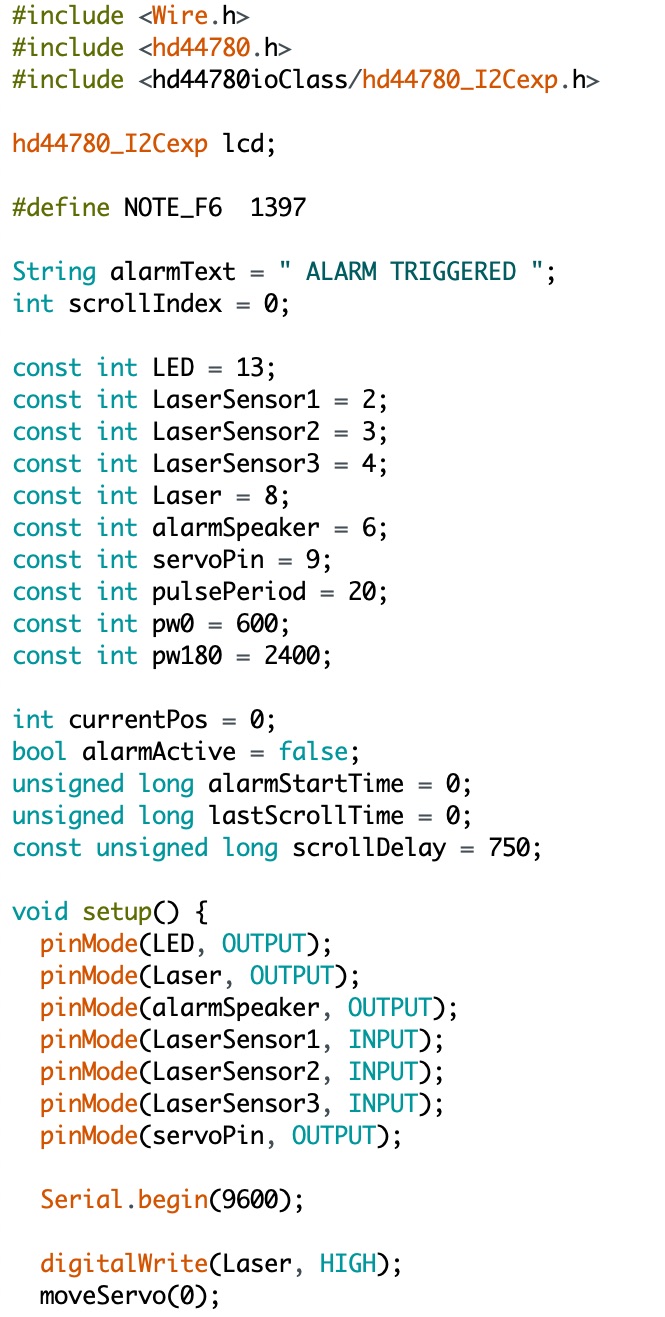 #include <Wire.h>
#include <hd44780.h>
#include <hd44780ioClass/hd44780_I2Cexp.h>

hd44780_I2Cexp lcd;

#define NOTE_F6  1397

String alarmText = " ALARM TRIGGERED ";
int scrollIndex = 0;

const int LED = 13;
const int LaserSensor1 = 2;
const int LaserSensor2 = 3;
const int LaserSensor3 = 4;
const int Laser = 8;
const int alarmSpeaker = 6;
const int servoPin = 9;
const int pulsePeriod = 20;
const int pw0 = 600;
const int pw180 = 2400;

int currentPos = 0;
bool alarmActive = false;
unsigned long alarmStartTime = 0;
unsigned long lastScrollTime = 0;
const unsigned long scrollDelay = 750;

void setup() {
  pinMode(LED, OUTPUT);
  pinMode(Laser, OUTPUT);
  pinMode(alarmSpeaker, OUTPUT);
  pinMode(LaserSensor1, INPUT);
  pinMode(LaserSensor2, INPUT);
  pinMode(LaserSensor3, INPUT);
  pinMode(servoPin, OUTPUT);

  Serial.begin(9600);

  digitalWrite(Laser, HIGH);
  moveServo(0);